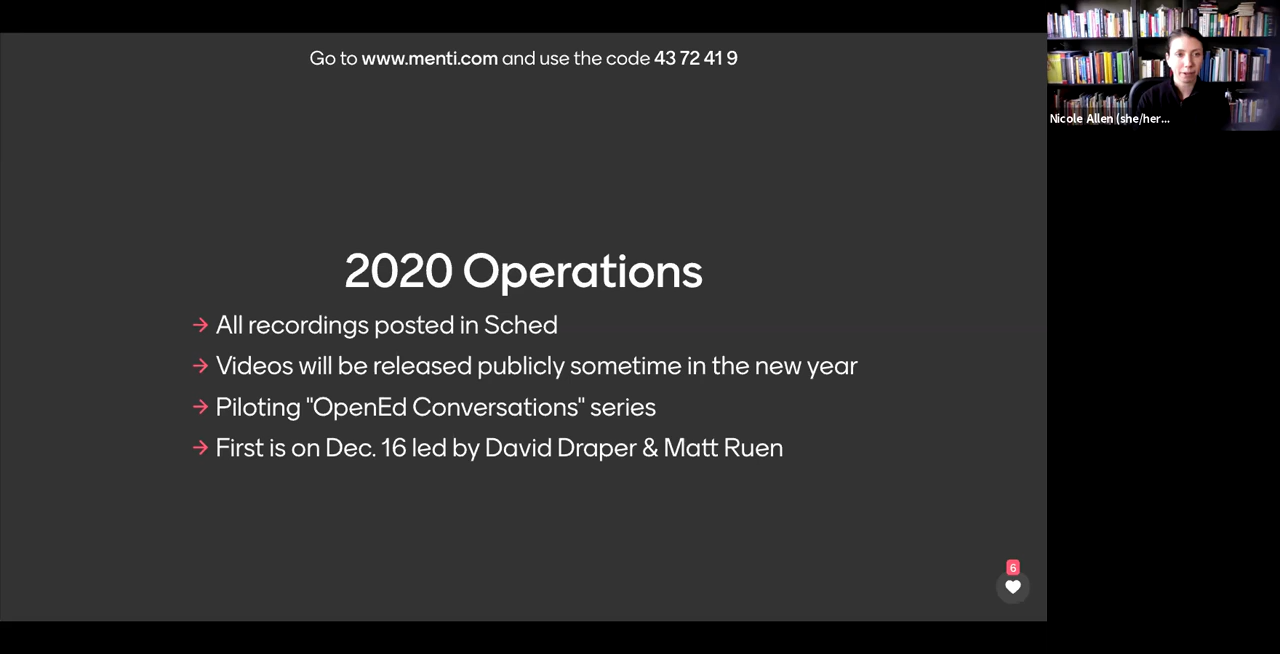 Go to www.menti.com and use the code 43 72 41 9
Nicole Allen (she/her...
2020 Operations
→ All recordings posted in Sched
→ Videos will be released publicly sometime in the new year
→ Piloting "OpenEd Conversations" series
→ First is on Dec. 16 led by David Draper & Matt Ruen
6